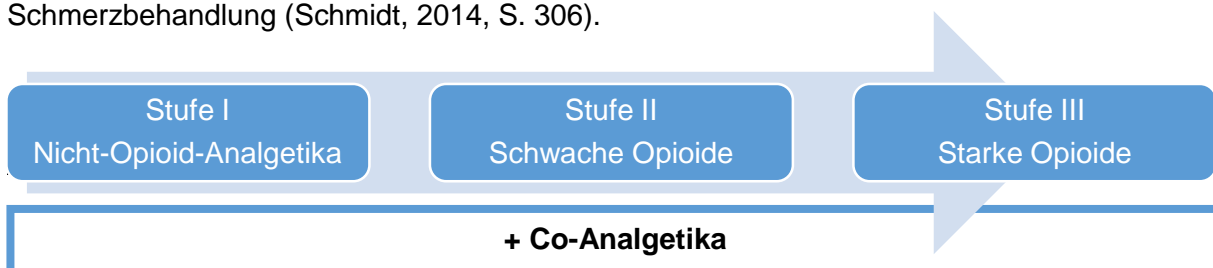 Schmerzbehandlung (Schmidt, 2014, S. 306).
Stufe I
Nicht-Opioid-Analgetika
Stufe II
Schwache Opioide
Stufe III
Starke Opioide
+ Co-Analgetika